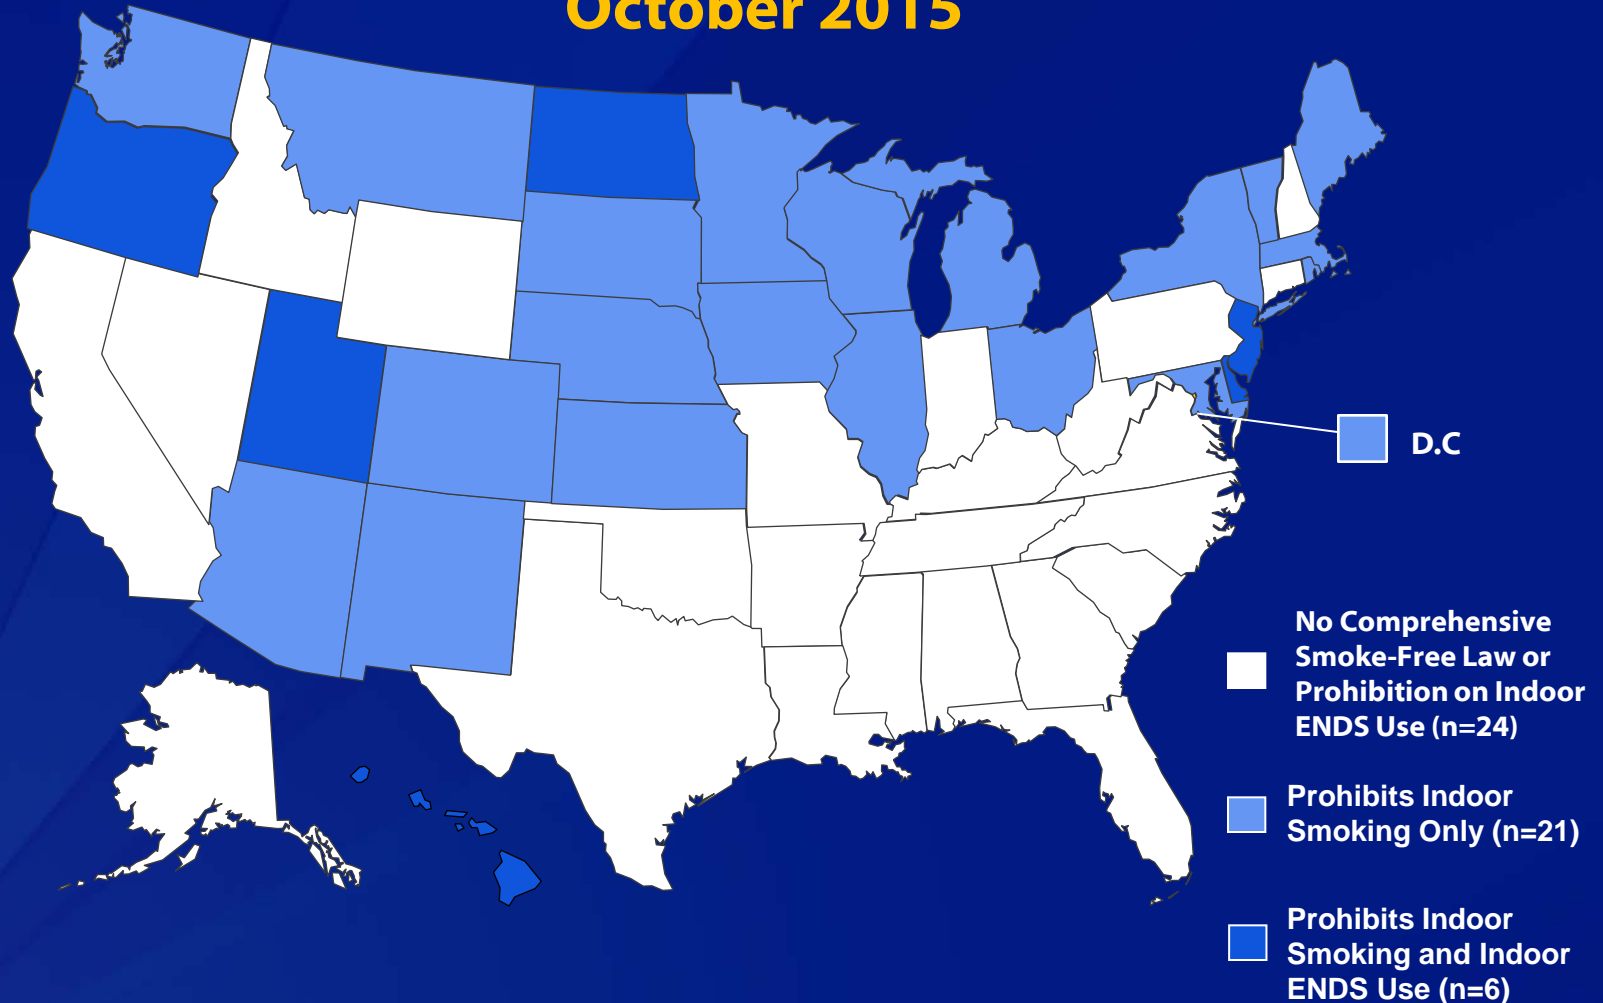 October 2015
D.C
No Comprehensive
Smoke-Free Law or
Prohibition on Indoor
ENDS Use (n=24)
Prohibits Indoor
Smoking Only (n=21)
Prohibits Indoor
Smoking and Indoor
ENDS Use (n=6)